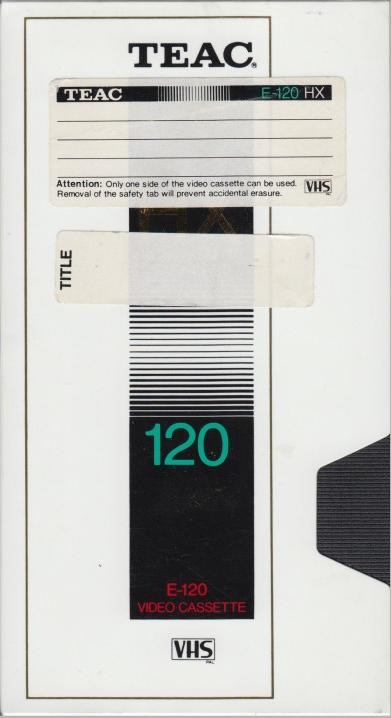 TEAC®
TEAC E-120 HX
Attention: Only one side of the video cassette can be used.
Removal of the safety tab will prevent accidental erasure.
VHS
PAL
HX
TITLE
120
E-120
VIDEO CASSETTE
VHS
PAL